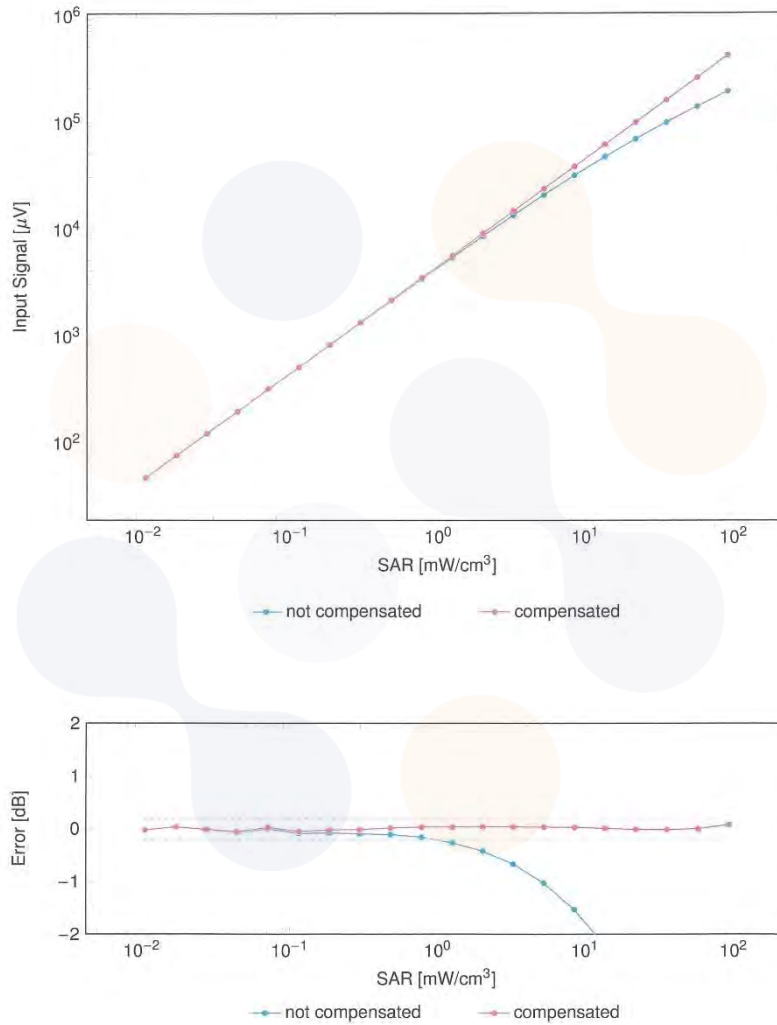 10⁶
10⁵
10⁴
10³
10²
Input Signal [µV]
10⁻² 10⁻¹ 10⁰ 10¹ 10²
SAR [mW/cm³]
not compensated compensated
2
1
0
−1
−2
Error [dB]
10⁻² 10⁻¹ 10⁰ 10¹ 10²
SAR [mW/cm³]
not compensated compensated